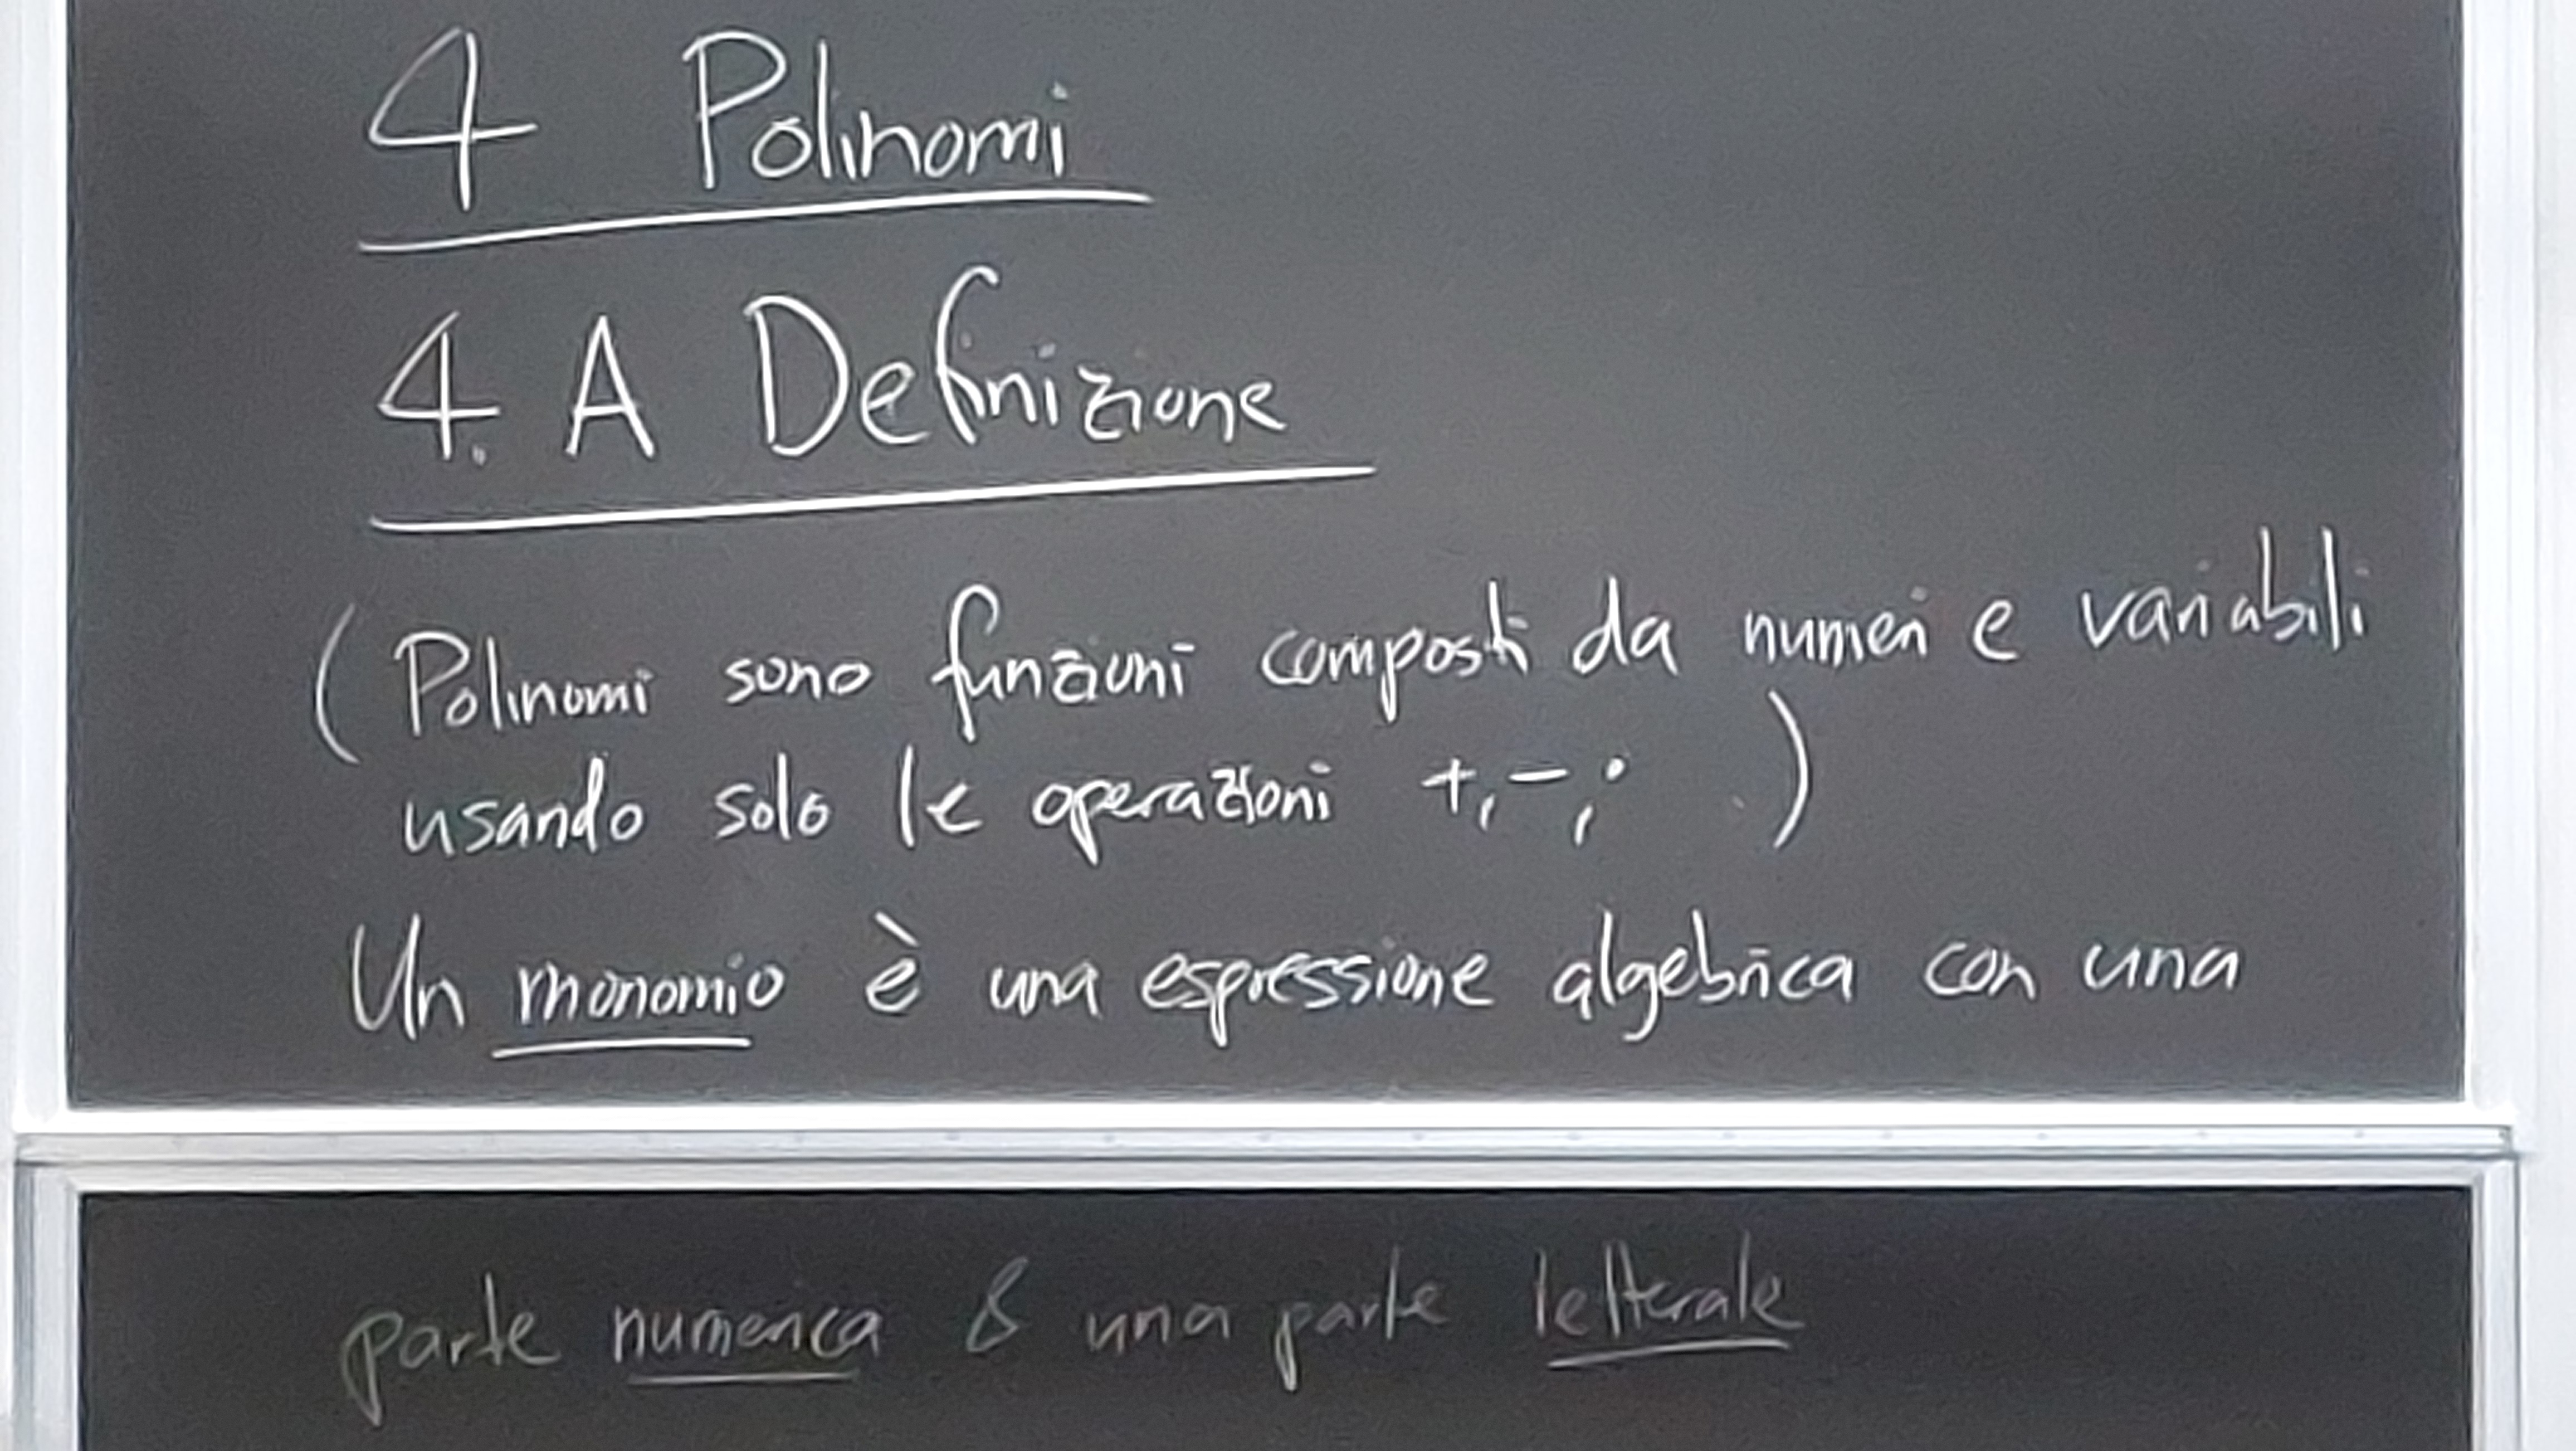 4 Polinomi
4. A Definizione
(Polinomi sono funzioni composti da numeri e variabili
usando solo le operazioni +, -, · )
Un monomio è una espressione algebrica con una
parte numerica & una parte letterale